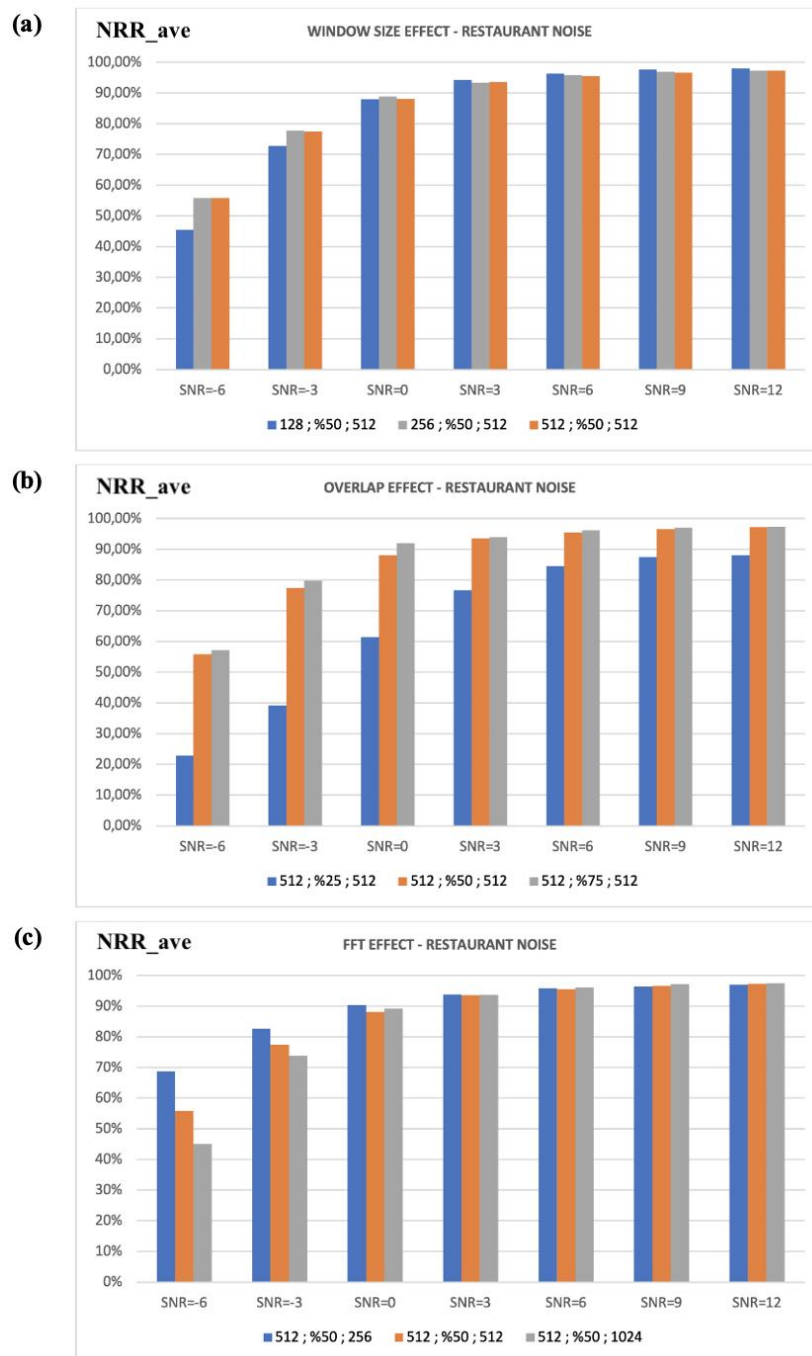 (a)
NRR_ave
WINDOW SIZE EFFECT - RESTAURANT NOISE
100,00%
90,00%
80,00%
70,00%
60,00%
50,00%
40,00%
30,00%
20,00%
10,00%
0,00%
SNR=-6 SNR=-3 SNR=0 SNR=3 SNR=6 SNR=9 SNR=12
128 ; %50 ; 512 256 ; %50 ; 512 512 ; %50 ; 512
(b)
NRR_ave
OVERLAP EFFECT - RESTAURANT NOISE
100,00%
90,00%
80,00%
70,00%
60,00%
50,00%
40,00%
30,00%
20,00%
10,00%
0,00%
SNR=-6 SNR=-3 SNR=0 SNR=3 SNR=6 SNR=9 SNR=12
512 ; %25 ; 512 512 ; %50 ; 512 512 ; %75 ; 512
(c)
NRR_ave
FFT EFFECT - RESTAURANT NOISE
100%
90%
80%
70%
60%
50%
40%
30%
20%
10%
0%
SNR=-6 SNR=-3 SNR=0 SNR=3 SNR=6 SNR=9 SNR=12
512 ; %50 ; 256 512 ; %50 ; 512 512 ; %50 ; 1024